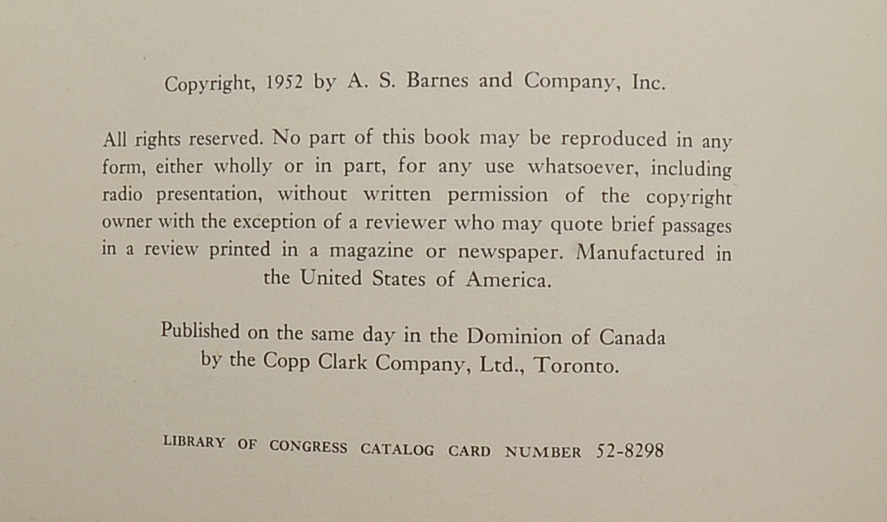 Copyright, 1952 by A. S. Barnes and Company, Inc.
All rights reserved. No part of this book may be reproduced in any
form, either wholly or in part, for any use whatsoever, including
radio presentation, without written permission of the copyright
owner with the exception of a reviewer who may quote brief passages
in a review printed in a magazine or newspaper. Manufactured in
the United States of America.
Published on the same day in the Dominion of Canada
by the Copp Clark Company, Ltd., Toronto.
LIBRARY OF CONGRESS CATALOG CARD NUMBER 52-8298